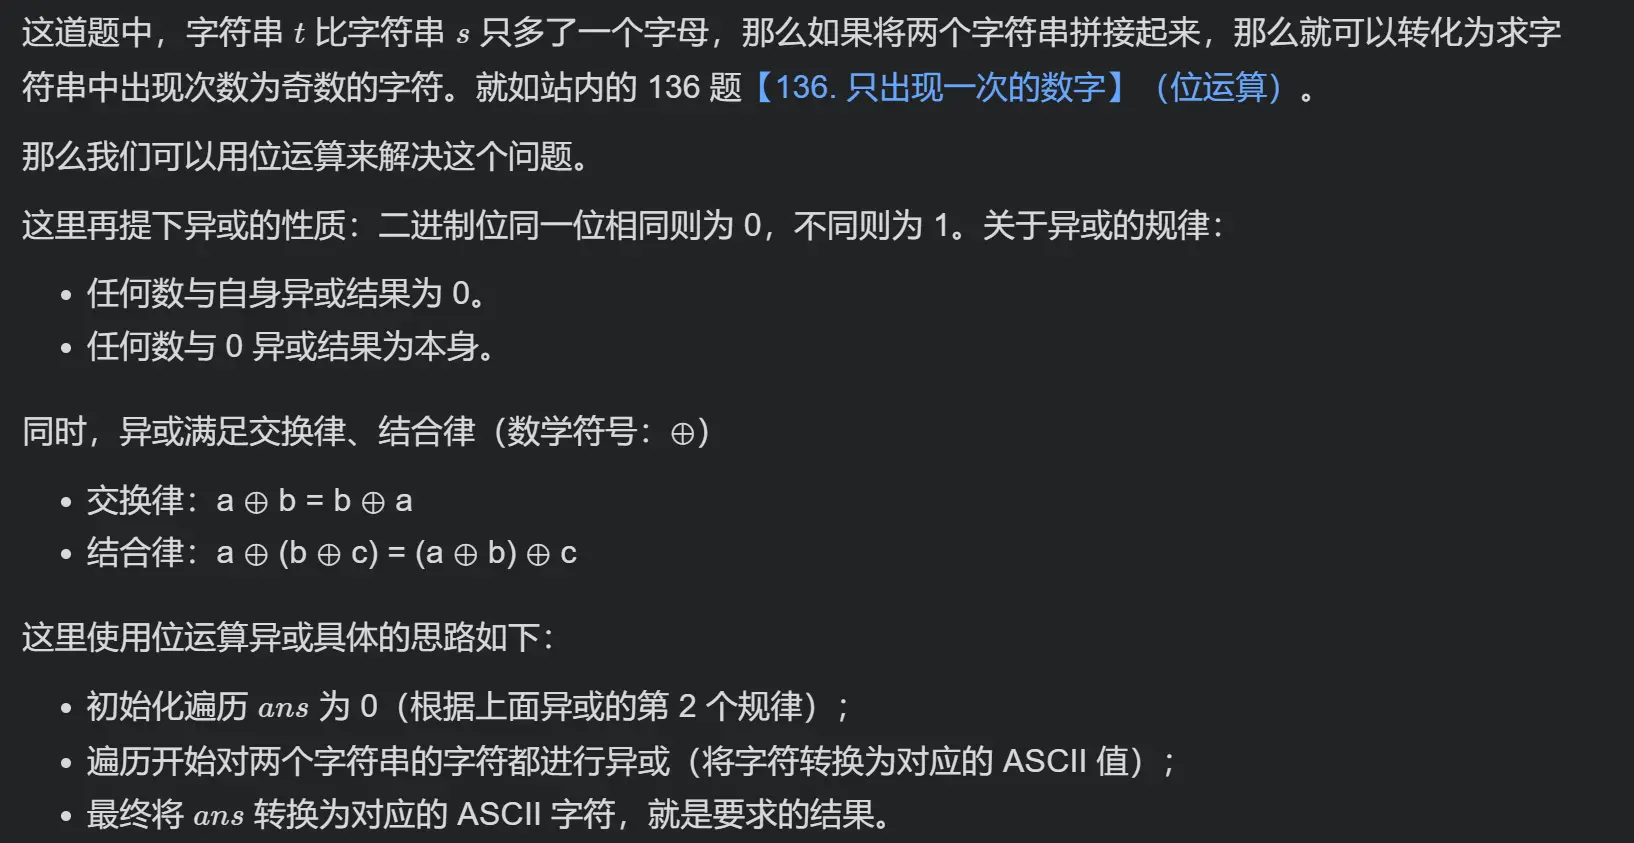 这道题中，字符串 t 比字符串 s 只多了一个字母，那么如果将两个字符串拼接起来，那么就可以转化为求字
符串中出现次数为奇数的字符。就如站内的 136 题【136. 只出现一次的数字】（位运算）。
那么我们可以用位运算来解决这个问题。
这里再提下异或的性质：二进制位同一位相同则为 0，不同则为 1。关于异或的规律：
• 任何数与自身异或结果为 0。
• 任何数与 0 异或结果为本身。
同时，异或满足交换律、结合律（数学符号：⊕）
• 交换律：a ⊕ b = b ⊕ a
• 结合律：a ⊕ (b ⊕ c) = (a ⊕ b) ⊕ c
这里使用位运算异或具体的思路如下：
• 初始化遍历 ans 为 0（根据上面异或的第 2 个规律）；
• 遍历开始对两个字符串的字符都进行异或（将字符转换为对应的 ASCII 值）；
• 最终将 ans 转换为对应的 ASCII 字符，就是要求的结果。